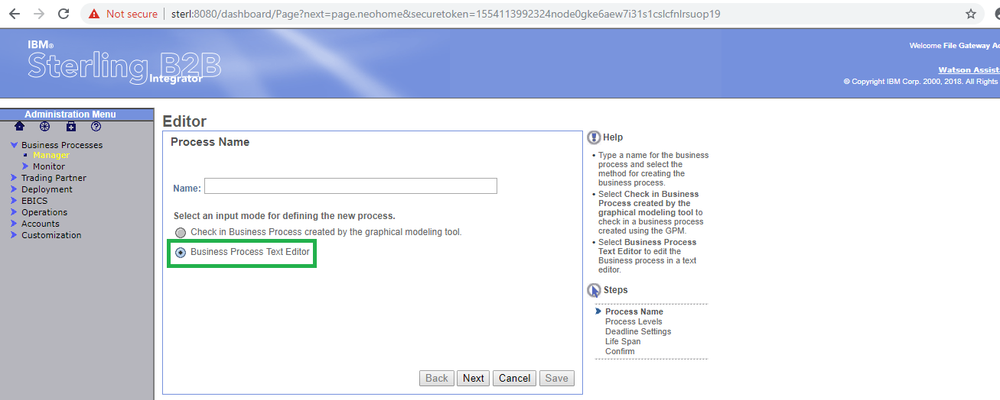 Not secure
sterl:8080/dashboard/Page?next=page.neohome&securetoken=1554113992324node0gke6aew7i31s1cslcfnlrsuop19
IBM®
Sterling B2B
Integrator
Welcome File Gateway Ad
Watson Assist
© Copyright IBM Corp. 2000, 2018. All Rights
Administration Menu
Business Processes
Manager
Monitor
Trading Partner
Deployment
EBICS
Operations
Accounts
Customization
Editor
Process Name
Name:
Select an input mode for defining the new process.
Check in Business Process created by the graphical modeling tool.
Business Process Text Editor
Back
Next
Cancel
Save
Help
• Type a name for the business
process and select the
method for creating the
business process.
• Select Check in Business
Process created by the
graphical modeling tool to
check in a business process
created using the GPM.
• Select Business Process
Text Editor to edit the
Business process in a text
editor.
Steps
Process Name
Process Levels
Deadline Settings
Life Span
Confirm